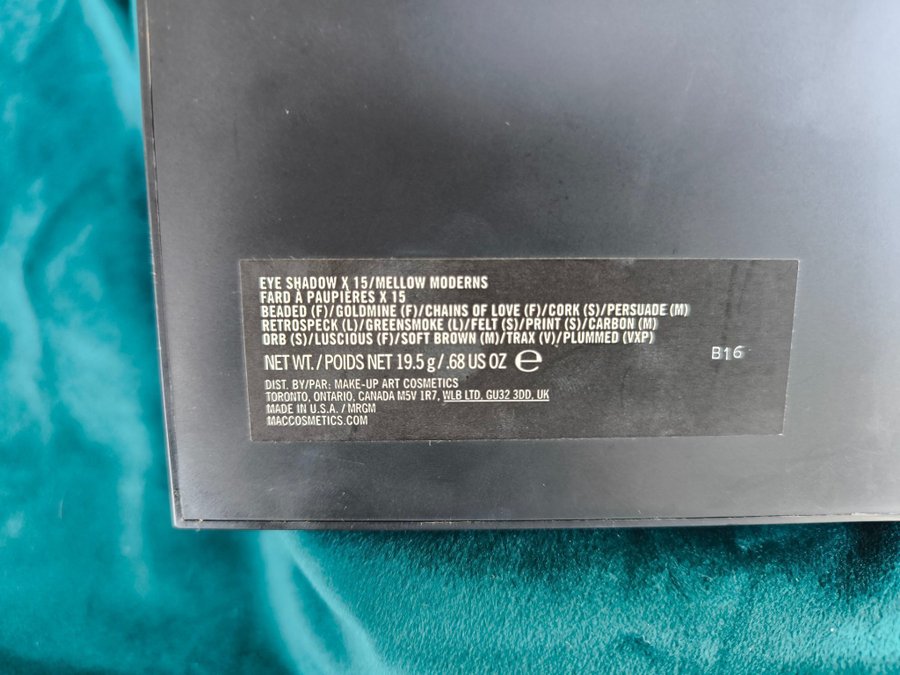 EYE SHADOW X 15/MELLOW MODERNS
FARD À PAUPIÈRES X 15
BEADED (F)/GOLDMINE (F)/CHAINS OF LOVE (F)/CORK (S)/PERSUADE (M)
RETROSPECK (L)/GREENSMOKE (L)/FELT (S)/PRINT (S)/CARBON (M)
ORB (S)/LUSCIOUS (F)/SOFT BROWN (M)/TRAX (V)/PLUMMED (VXP)
NET WT./POIDS NET 19.5 g/.68 US OZ ℮
B16
DIST. BY/PAR: MAKE-UP ART COSMETICS
TORONTO, ONTARIO, CANADA M5V 1R7, WLB LTD. GU32 3DD, UK
MADE IN U.S.A. / MRGM
MACCOSMETICS.COM